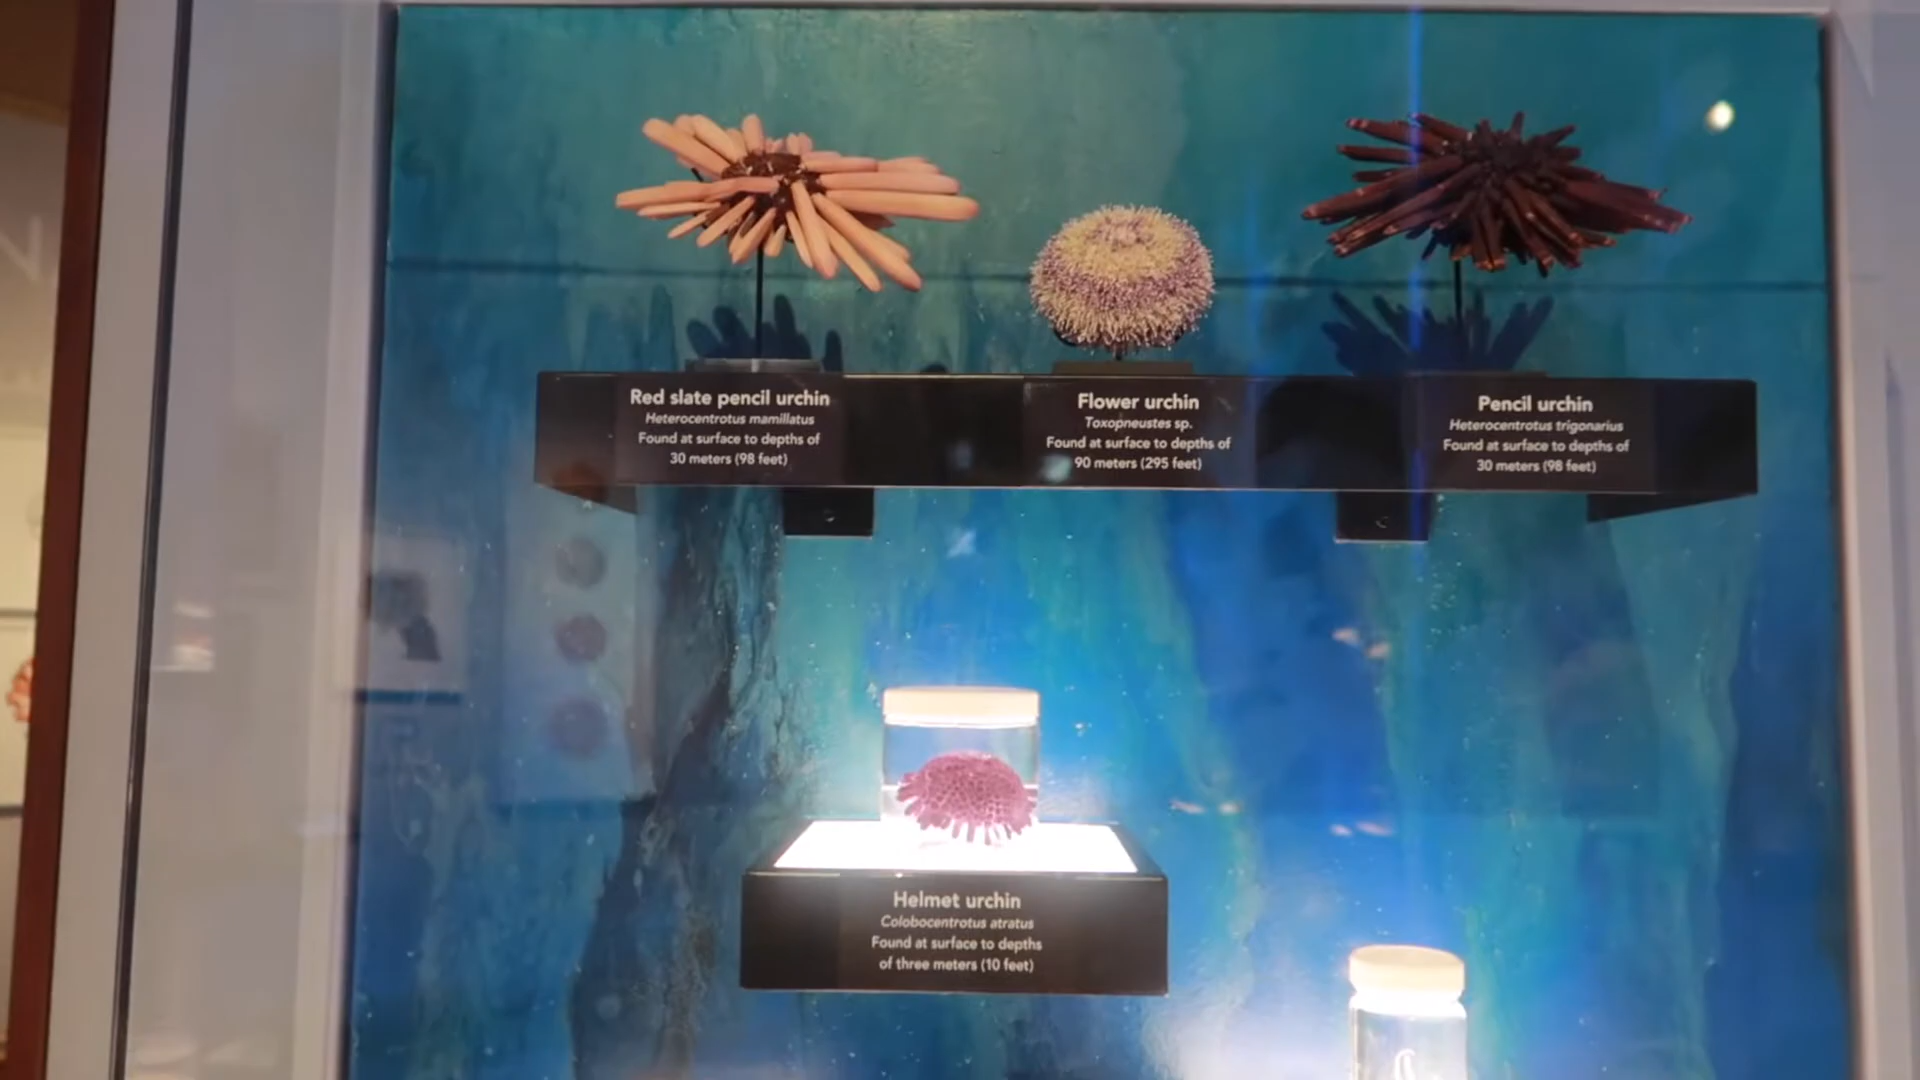 Red slate pencil urchin
Heterocentrotus mamillatus
Found at surface to depths of
30 meters (98 feet)
Flower urchin
Toxopneustes sp.
Found at surface to depths of
90 meters (295 feet)
Pencil urchin
Heterocentrotus trigonarius
Found at surface to depths of
30 meters (98 feet)
Helmet urchin
Colobocentrotus atratus
Found at surface to depths
of three meters (10 feet)